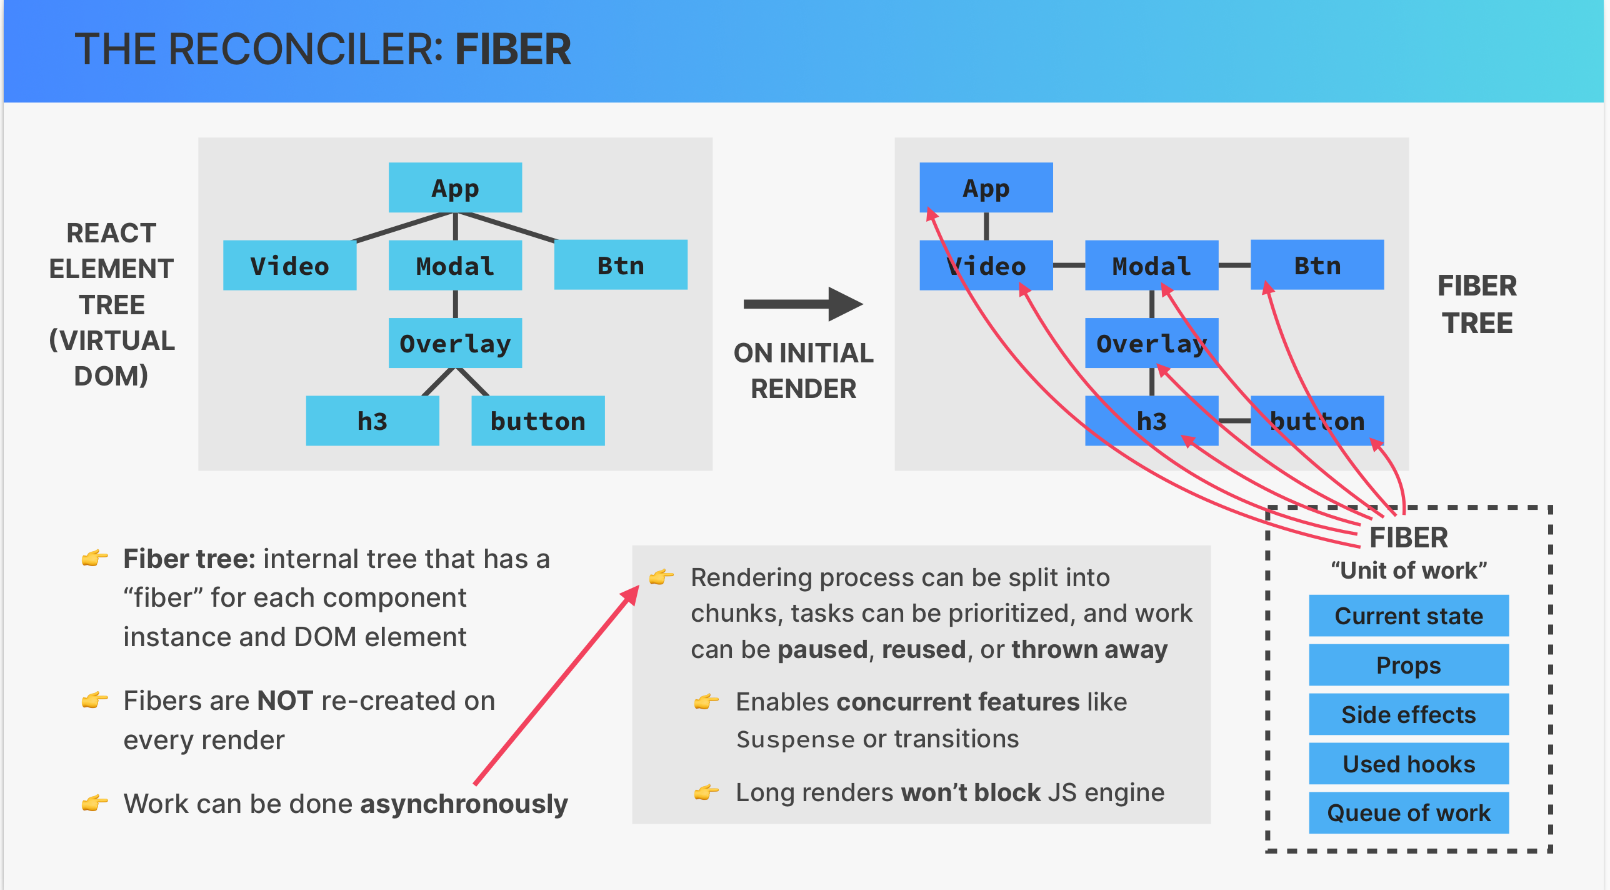 THE RECONCILER: FIBER
REACT
ELEMENT
TREE
(VIRTUAL
DOM)
App
Video
Modal
Btn
Overlay
h3
button
ON INITIAL
RENDER
App
Video
Modal
Btn
Overlay
h3
button
FIBER
TREE
Fiber tree: internal tree that has a
“fiber” for each component
instance and DOM element
Fibers are NOT re-created on
every render
Work can be done asynchronously
Rendering process can be split into
chunks, tasks can be prioritized, and work
can be paused, reused, or thrown away
Enables concurrent features like
Suspense or transitions
Long renders won’t block JS engine
FIBER
“Unit of work”
Current state
Props
Side effects
Used hooks
Queue of work